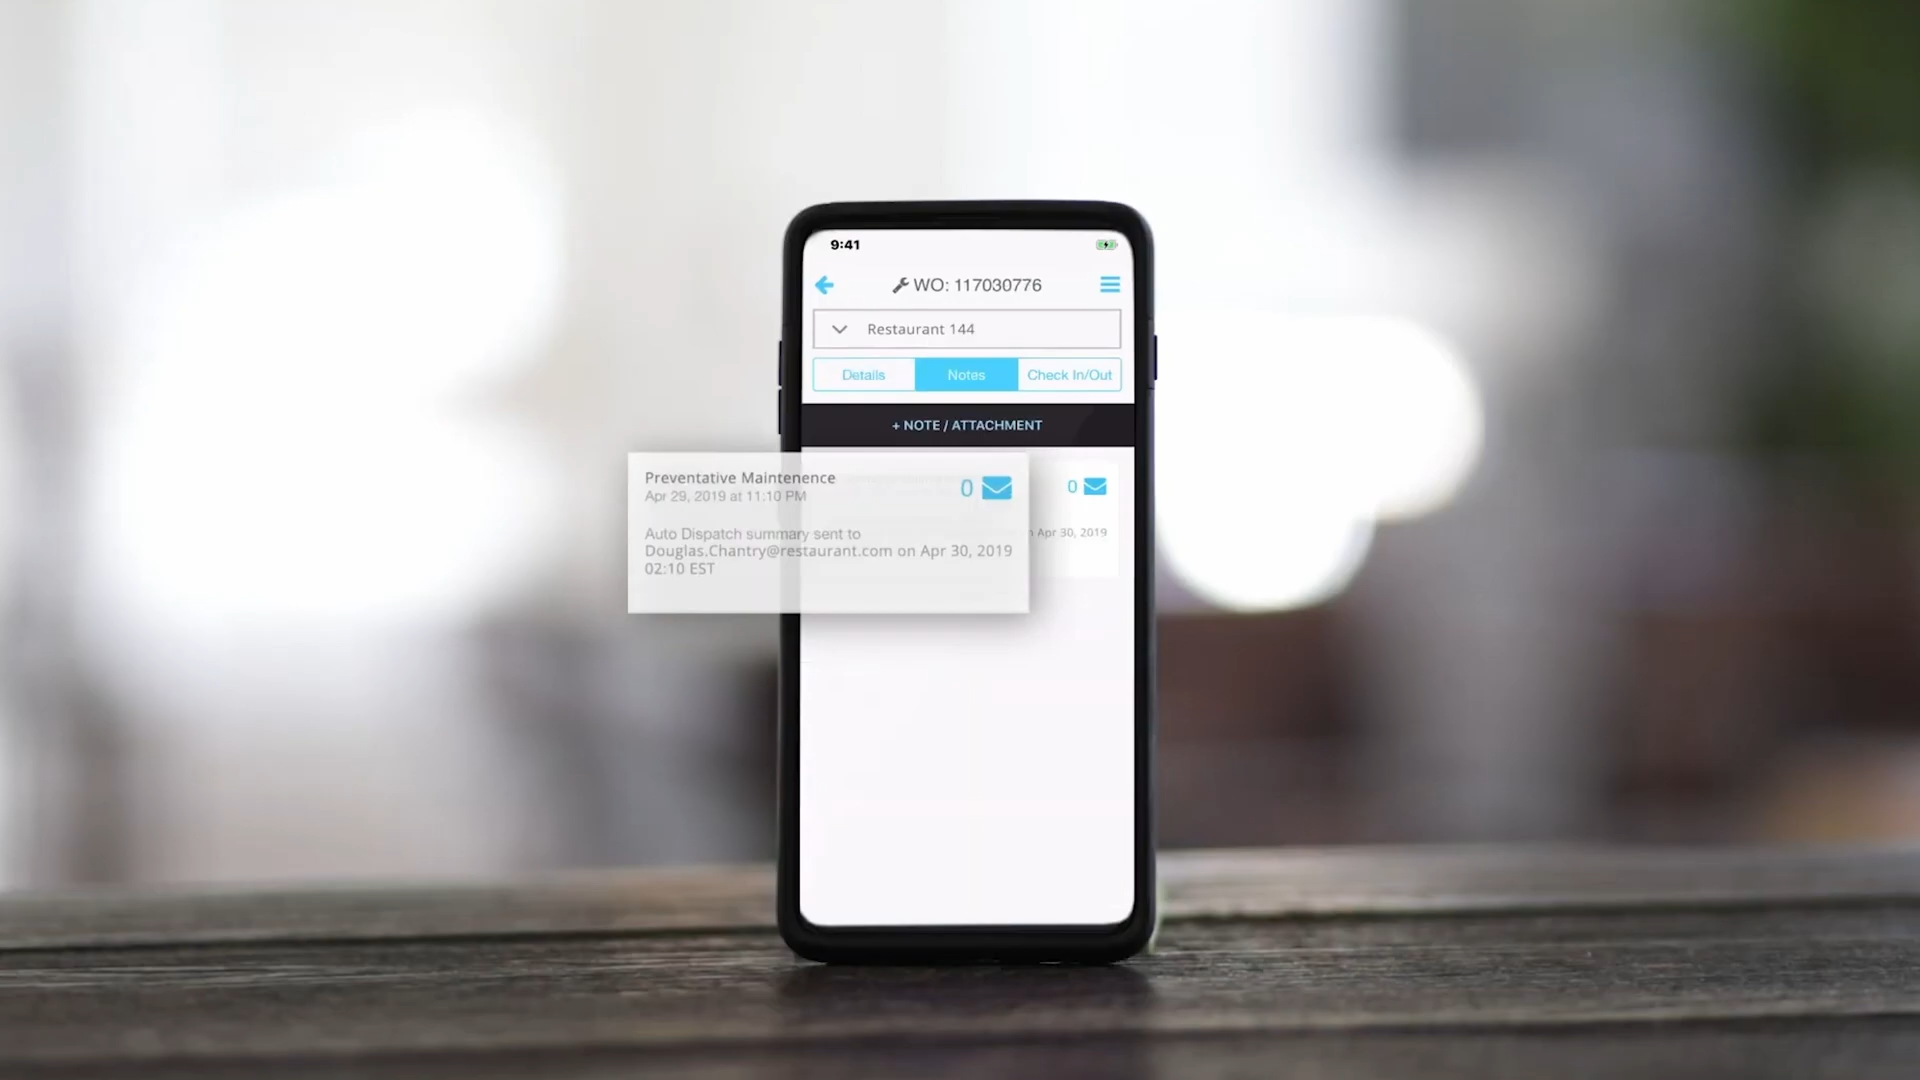 9:41
WO: 117030776
Restaurant 144
Details Notes Check In/Out
+ NOTE / ATTACHMENT
Preventative Maintenence
Apr 29, 2019 at 11:10 PM
0
0
Auto Dispatch summary sent to
Douglas.Chantry@restaurant.com on Apr 30, 2019
02:10 EST
Apr 30, 2019